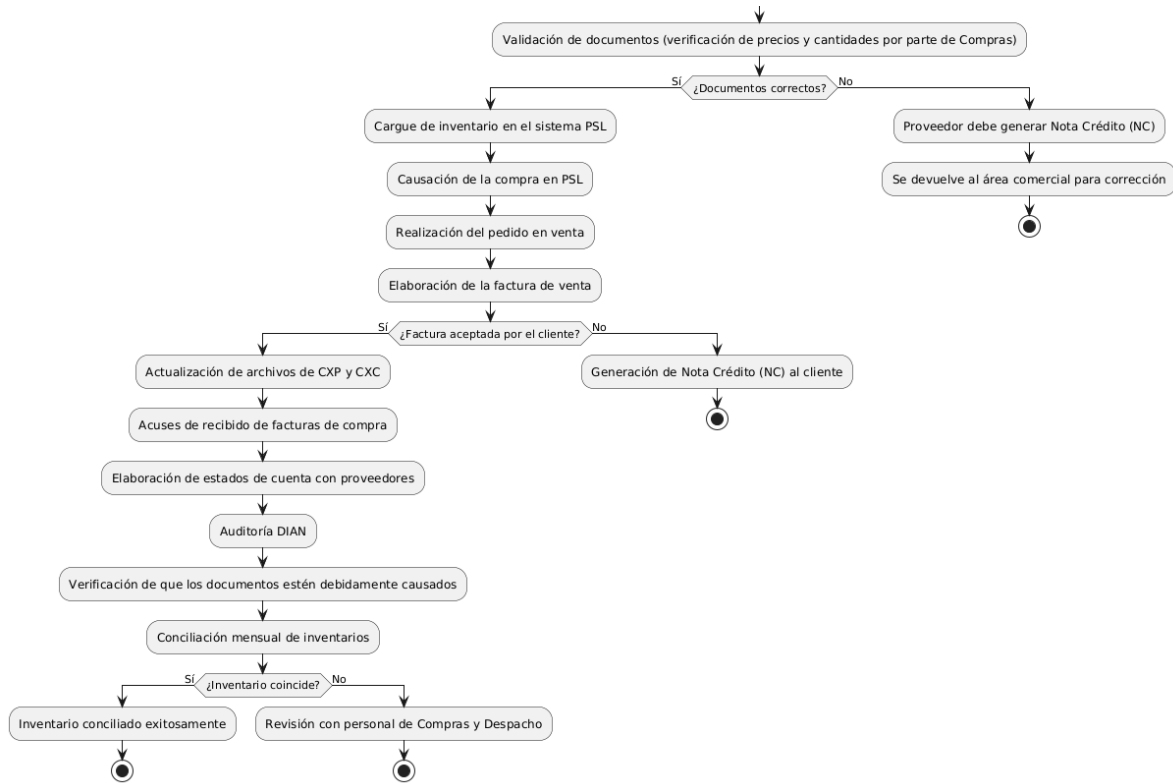 Validación de documentos (verificación de precios y cantidades por parte de Compras)
Sí
¿Documentos correctos?
No
Cargue de inventario en el sistema PSL
Proveedor debe generar Nota Crédito (NC)
Causación de la compra en PSL
Se devuelve al área comercial para corrección
Realización del pedido en venta
Elaboración de la factura de venta
Sí
¿Factura aceptada por el cliente?
No
Actualización de archivos de CXP y CXC
Generación de Nota Crédito (NC) al cliente
Acuses de recibido de facturas de compra
Elaboración de estados de cuenta con proveedores
Auditoría DIAN
Verificación de que los documentos estén debidamente causados
Conciliación mensual de inventarios
Sí
¿Inventario coincide?
No
Inventario conciliado exitosamente
Revisión con personal de Compras y Despacho